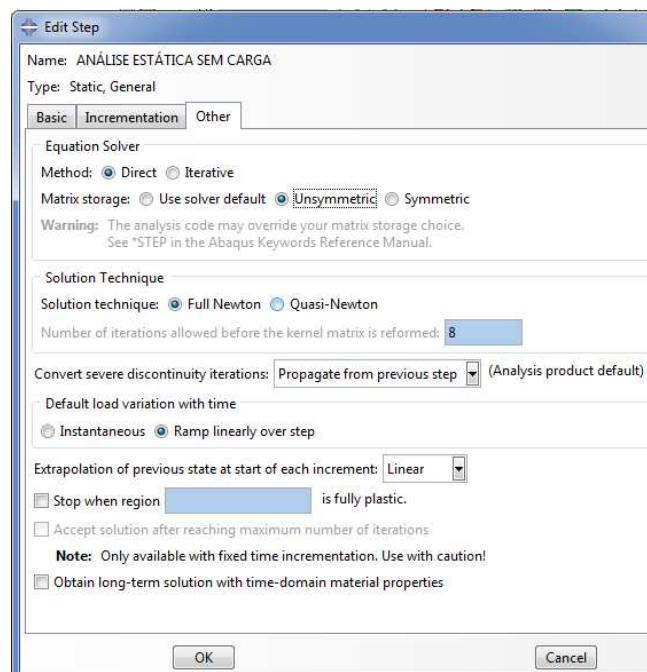 Edit Step
Name: ANÁLISE ESTÁTICA SEM CARGA
Type: Static, General
Basic Incrementation Other
Equation Solver
Method: Direct Iterative
Matrix storage: Use solver default Unsymmetric Symmetric
Warning: The analysis code may override your matrix storage choice.
See *STEP in the Abaqus Keywords Reference Manual.
Solution Technique
Solution technique: Full Newton Quasi-Newton
Number of iterations allowed before the kernel matrix is reformed: 8
Convert severe discontinuity iterations: Propagate from previous step (Analysis product default)
Default load variation with time
Instantaneous Ramp linearly over step
Extrapolation of previous state at start of each increment: Linear
Stop when region is fully plastic.
Accept solution after reaching maximum number of iterations
Note: Only available with fixed time incrementation. Use with caution!
Obtain long-term solution with time-domain material properties
OK Cancel